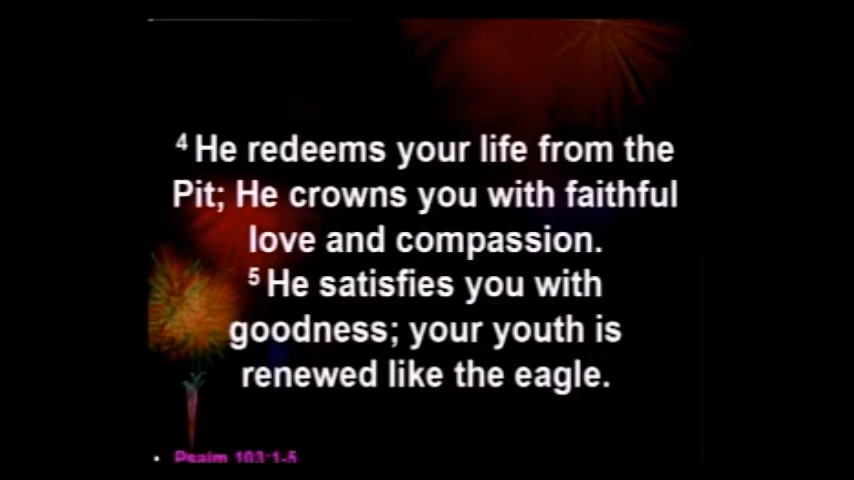 4 He redeems your life from the
Pit; He crowns you with faithful
love and compassion.
5 He satisfies you with
goodness; your youth is
renewed like the eagle.
• Psalm 103:1-5